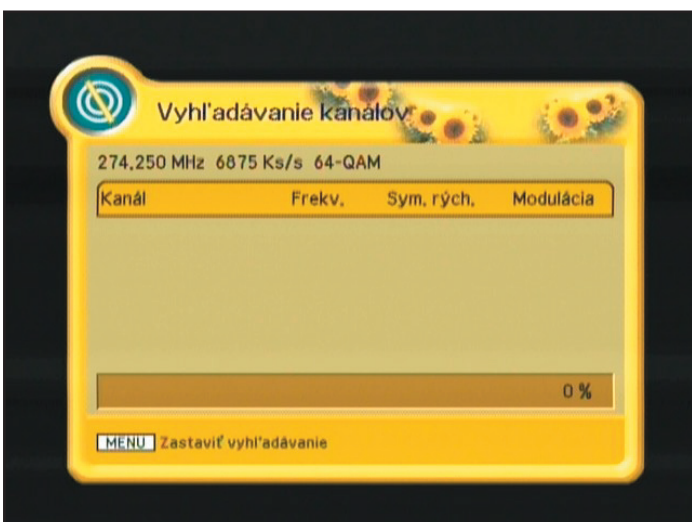 Vyhľadávanie kanálov
274,250 MHz 6875 Ks/s 64-QAM
Kanál Frekv. Sym. rých. Modulácia
0 %
MENU Zastaviť vyhľadávanie